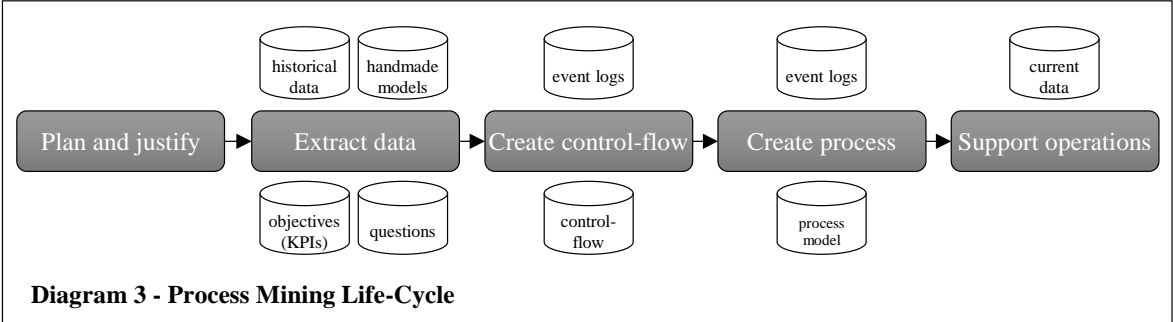 historical
data
handmade
models
event logs
event logs
current
data
Plan and justify
Extract data
Create control-flow
Create process
Support operations
objectives
(KPIs)
questions
control-
flow
process
model
Diagram 3 - Process Mining Life-Cycle